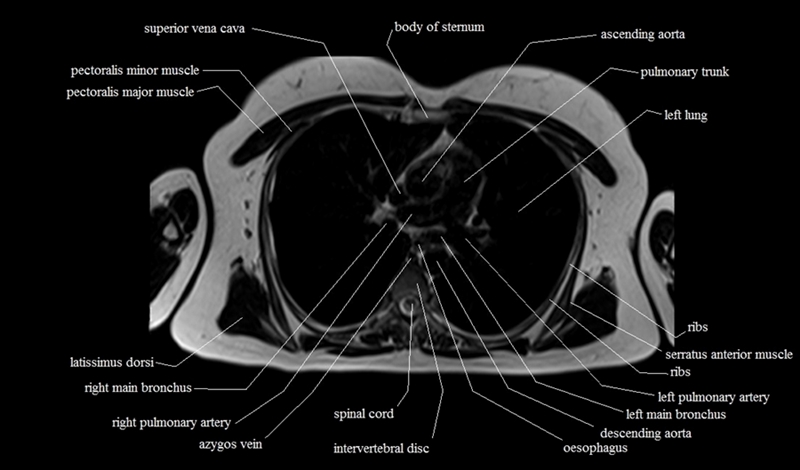 superior vena cava
body of sternum
ascending aorta
pectoralis minor muscle
pulmonary trunk
pectoralis major muscle
left lung
ribs
serratus anterior muscle
latissimus dorsi
ribs
right main bronchus
left pulmonary artery
spinal cord
left main bronchus
right pulmonary artery
descending aorta
azygos vein
intervertebral disc
oesophagus